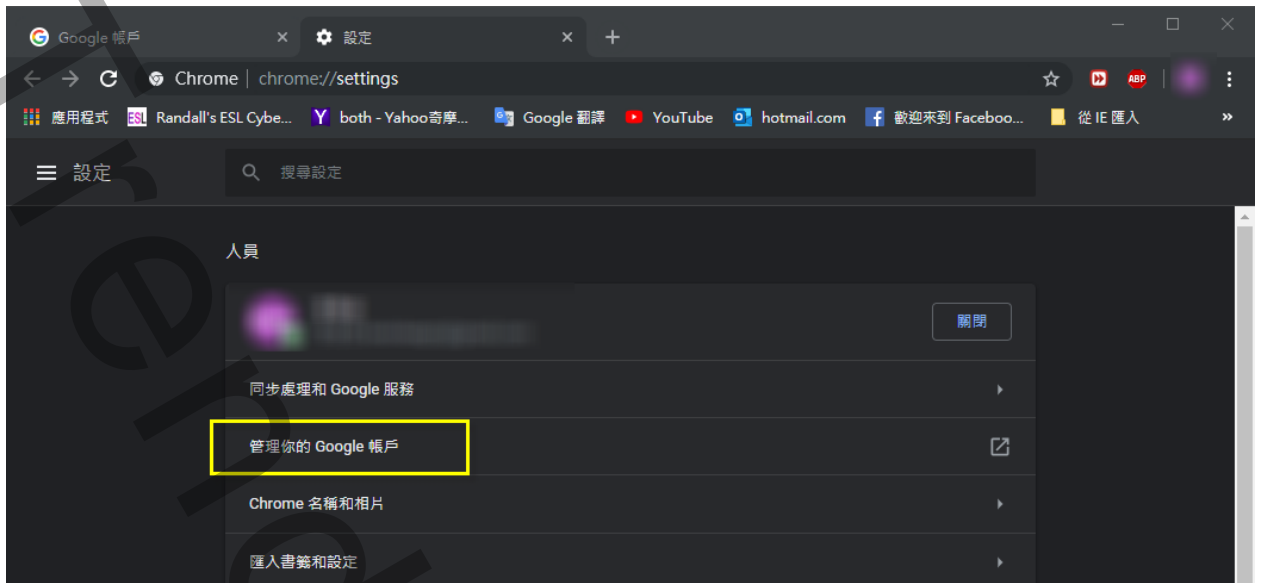 Google 帳戶
設定
Chrome | chrome://settings
ABP
應用程式 ESL Randall's ESL Cybe... both - Yahoo奇摩... Google 翻譯 YouTube hotmail.com 歡迎來到 Faceboo... 從 IE 匯入 »
設定
搜尋設定
人員
關閉
同步處理和 Google 服務
管理你的 Google 帳戶
Chrome 名稱和相片
匯入書籤和設定
Trend